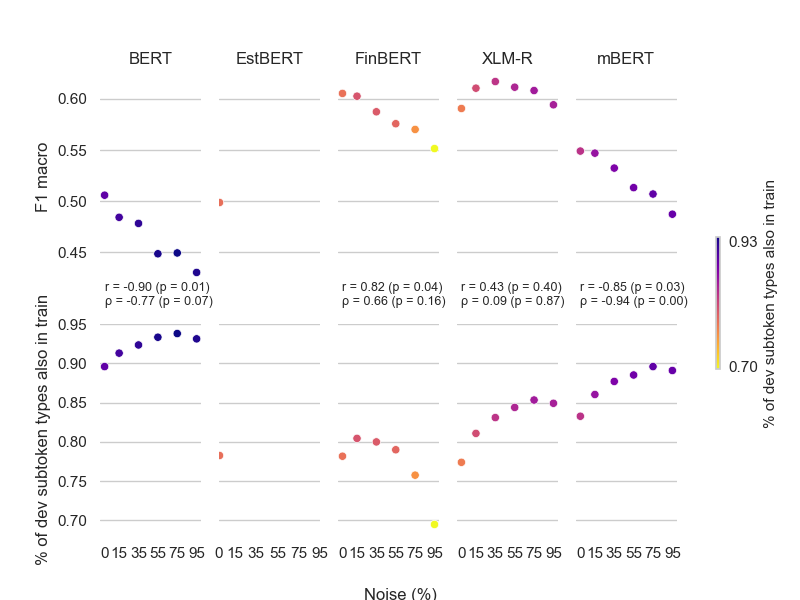 BERT EstBERT FinBERT XLM-R mBERT
F1 macro
0.60
0.55
0.50
0.45
r = -0.90 (p = 0.01)
ρ = -0.77 (p = 0.07)
r = 0.82 (p = 0.04)
ρ = 0.66 (p = 0.16)
r = 0.43 (p = 0.40)
ρ = 0.09 (p = 0.87)
r = -0.85 (p = 0.03)
ρ = -0.94 (p = 0.00)
% of dev subtoken types also in train
0.95
0.90
0.85
0.80
0.75
0.70
0 15 35 55 75 95 0 15 35 55 75 95 0 15 35 55 75 95 0 15 35 55 75 95 0 15 35 55 75 95
Noise (%)
0.93
0.70
% of dev subtoken types also in train